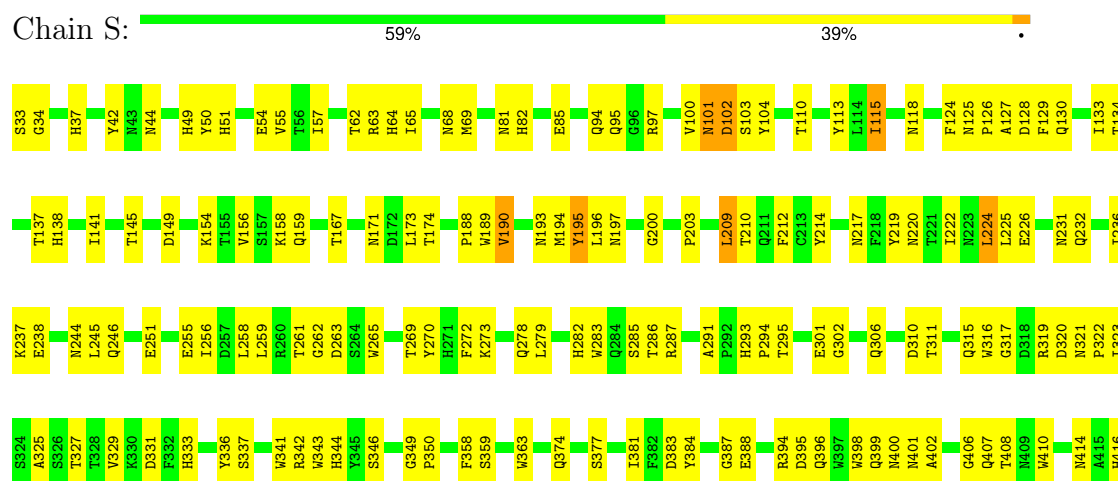 Chain S:
59% 39% •
S33 G34 H37 Y42 N43 N44 H49 Y50 H51 E54 V55 T56 I57 T62 R63 H64 I65 N68 M69 N81 H82 E85 Q94 Q95 G96 R97 V100 N101 D102 S103 Y104 T110 Y113 L114 I115 N118 F124 N125 P126 A127 D128 F129 Q130 I133
T137 H138 I141 T145 D149 K154 T155 V156 S157 K158 Q159 T167 N171 D172 L173 T174 P188 W189 V190 N193 M194 Y195 L196 N197 G200 P203 L209 T210 Q211 F212 C213 Y214 N217 F218 Y219 N220 T221 I222 N223 L224 L225 E226 N231 Q232
K237 E238 N244 L245 Q246 E251 E255 I256 D257 L258 L259 R260 T261 G262 D263 S264 W265 T269 Y270 H271 F272 K273 Q278 L279 H282 W283 Q284 S285 T286 R287 A291 P292 H293 P294 T295 E301 G302 Q306 D310 T311 Q315 W316 G317 D318 R319 D320 N321 P322 I323
S324 A325 S326 T327 T328 V329 K330 D331 F332 H333 Y336 S337 W341 R342 W343 H344 Y345 S346 G349 P350 F358 S359 W363 Q374 S377 I381 F382 D383 Y384 G387 E388 R394 D395 Q396 W397 W398 Q399 N400 N401 A402 G406 Q407 T408 N409 W410 N414 A415 H416